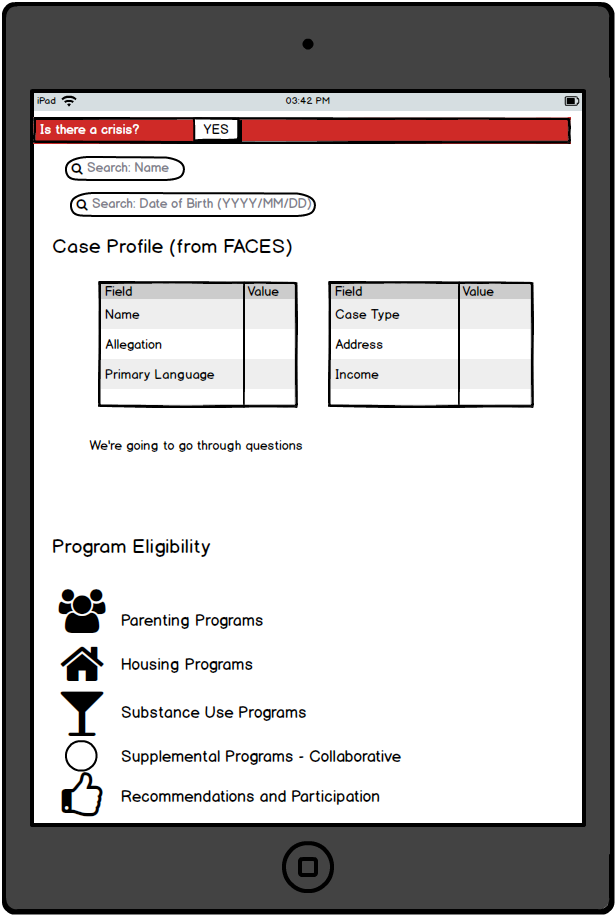 iPad 03:42 PM
Is there a crisis? YES
Search: Name
Search: Date of Birth (YYYY/MM/DD)
Case Profile (from FACES)
Field Value Field Value
Name Case Type
Allegation Address
Primary Language Income
We're going to go through questions
Program Eligibility
Parenting Programs
Housing Programs
Substance Use Programs
Supplemental Programs - Collaborative
Recommendations and Participation